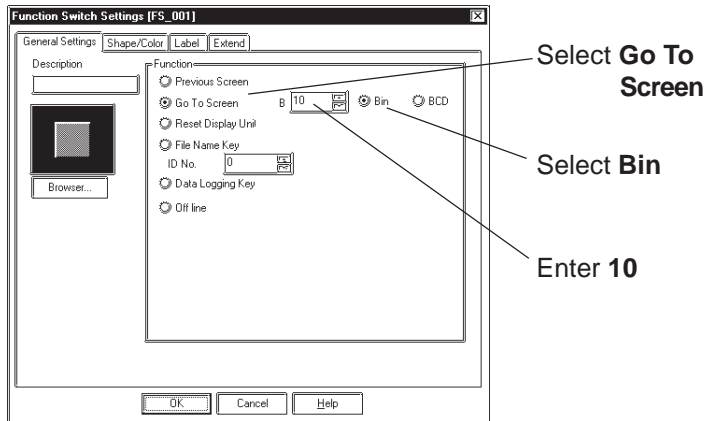 Function Switch Settings [FS_001]
General Settings Shape/Color Label Extend
Description
Function
Previous Screen
Go To Screen B 10 Bin BCD
Reset Display Unil
File Name Key
ID No. 0
Data Logging Key
Off line
Browser...
OK Cancel Help
Select Go To
Screen
Select Bin
Enter 10